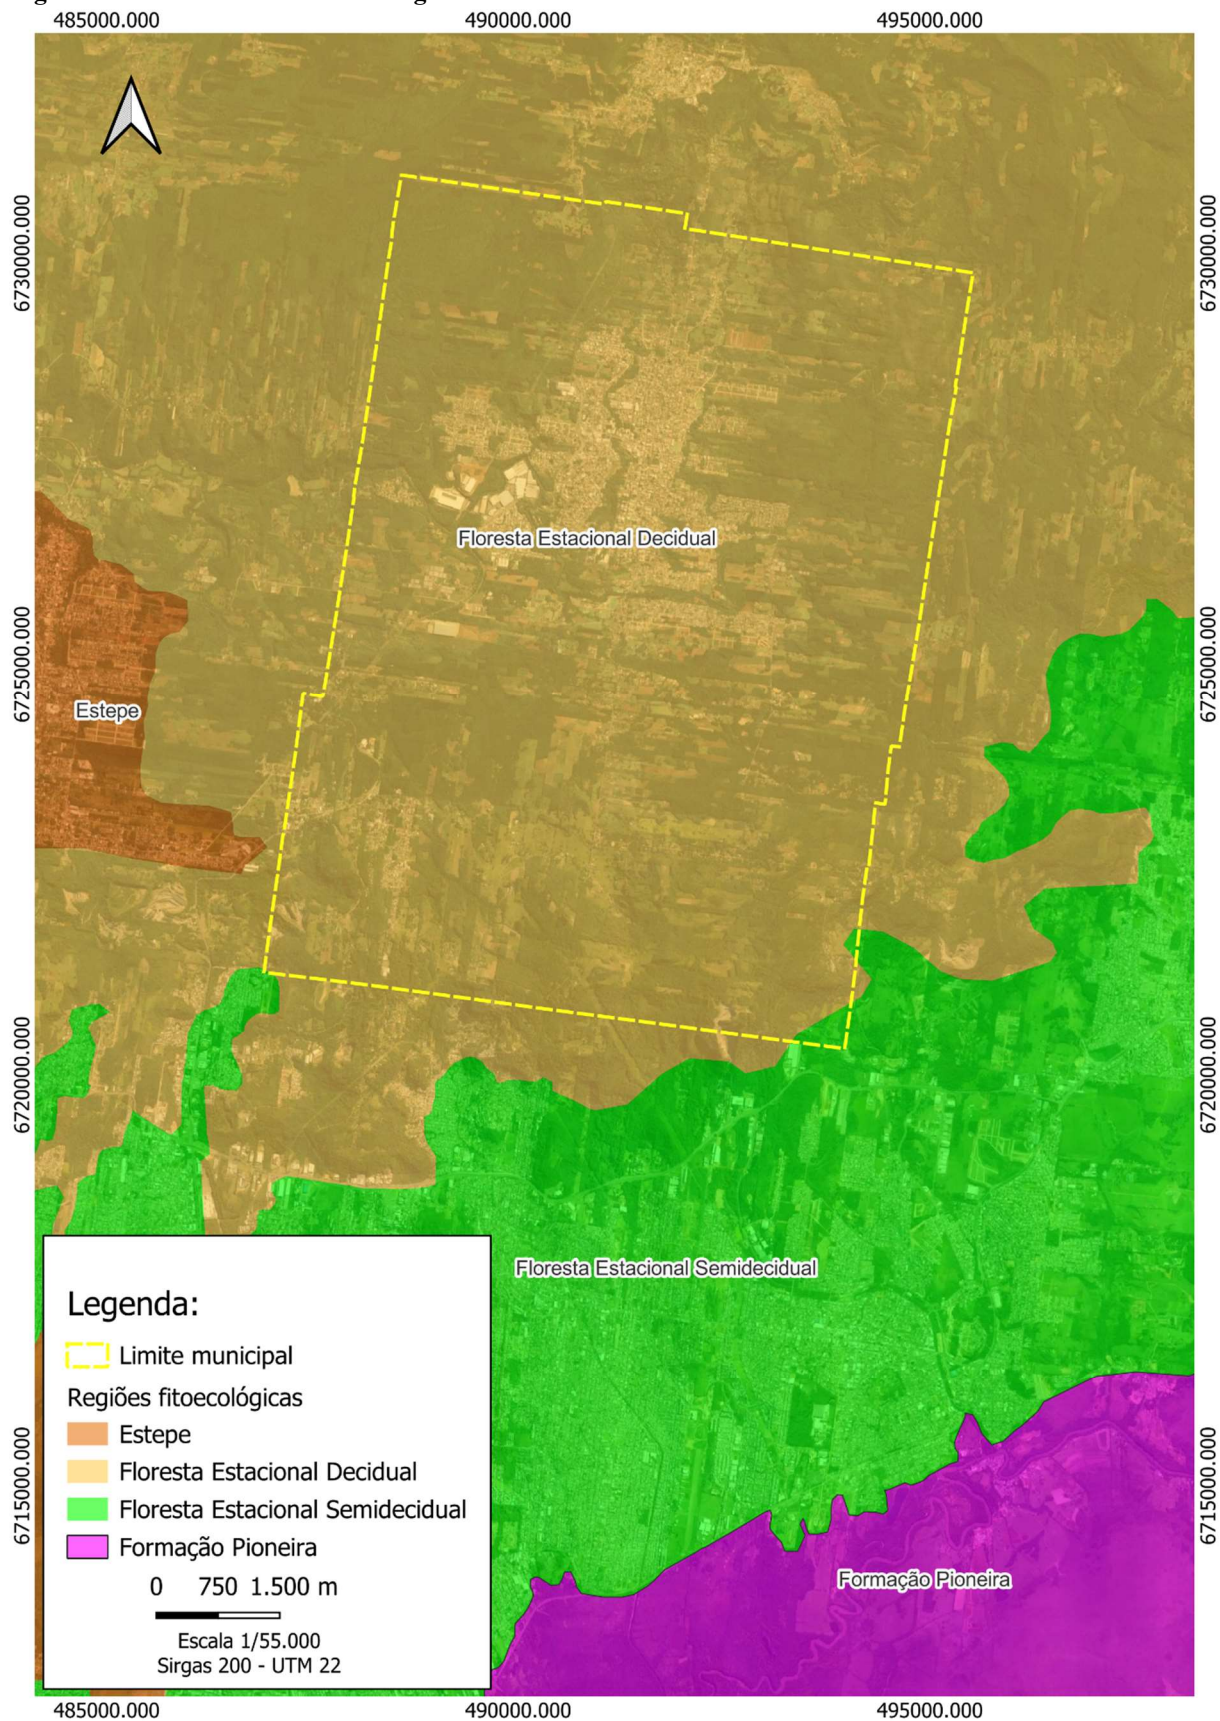 485000.000 490000.000 495000.000
6730000.000 6730000.000
Floresta Estacional Decidual
6725000.000 6725000.000
Estepe
6720000.000 6720000.000
Floresta Estacional Semidecidual
Legenda:
Limite municipal
Regiões fitoecológicas
Estepe
Floresta Estacional Decidual
Floresta Estacional Semidecidual
Formação Pioneira
6715000.000 6715000.000
Formação Pioneira
0 750 1.500 m
Escala 1/55.000
Sirgas 200 - UTM 22
485000.000 490000.000 495000.000